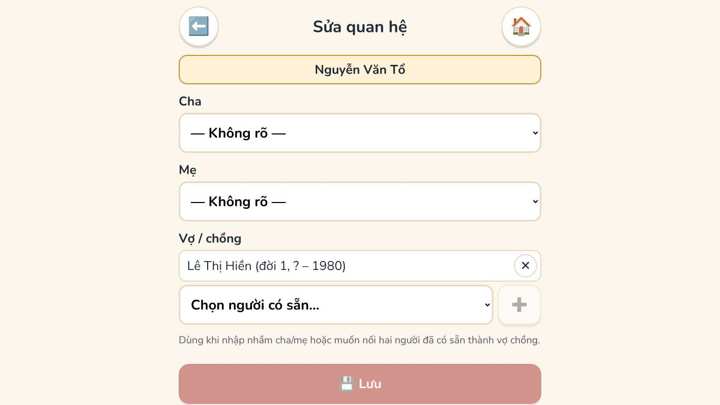 Sửa quan hệ
Nguyễn Văn Tổ
Cha
— Không rõ —
Mẹ
— Không rõ —
Vợ / chồng
Lê Thị Hiền (đời 1, ? – 1980)
Chọn người có sẵn...
Dùng khi nhập nhầm cha/mẹ hoặc muốn nối hai người đã có sẵn thành vợ chồng.
Lưu